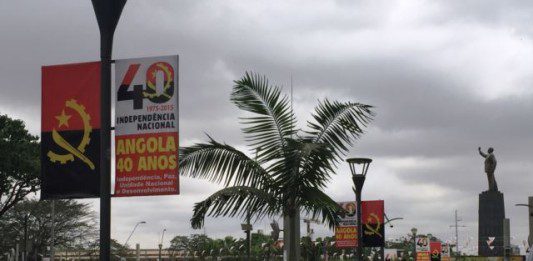 40
1975-2015
INDEPENDÊNCIA
NACIONAL
ANGOLA
40 ANOS
Independência, Paz,
Unidade Nacional
e Desenvolvimento.